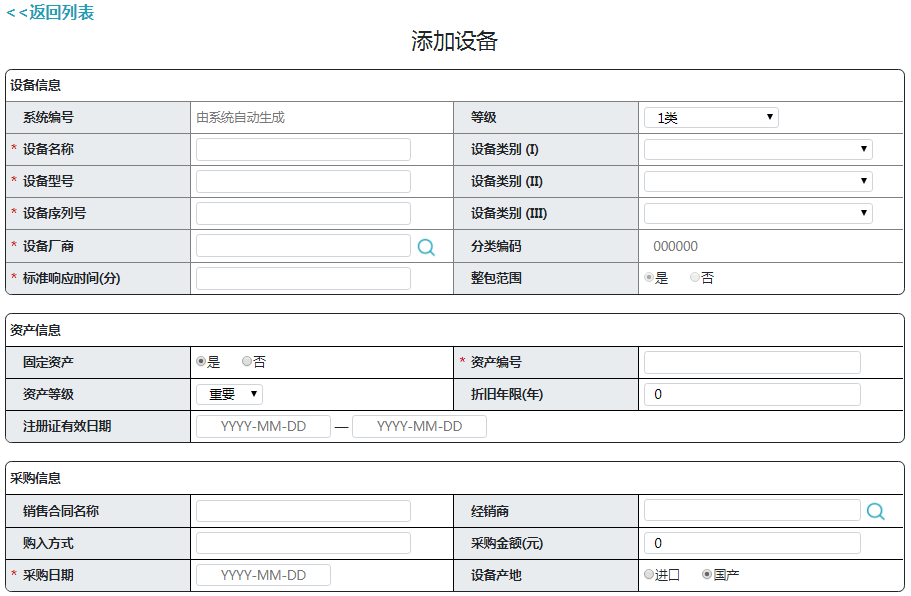 <<返回列表
添加设备
设备信息
系统编号 由系统自动生成 等级 1类
* 设备名称 设备类别 (I)
* 设备型号 设备类别 (II)
* 设备序列号 设备类别 (III)
* 设备厂商 分类编码 000000
* 标准响应时间(分) 整包范围 是 否
资产信息
固定资产 是 否 * 资产编号
资产等级 重要 折旧年限(年) 0
注册证有效日期 YYYY-MM-DD — YYYY-MM-DD
采购信息
销售合同名称 经销商
购入方式 采购金额(元) 0
* 采购日期 YYYY-MM-DD 设备产地 进口 国产